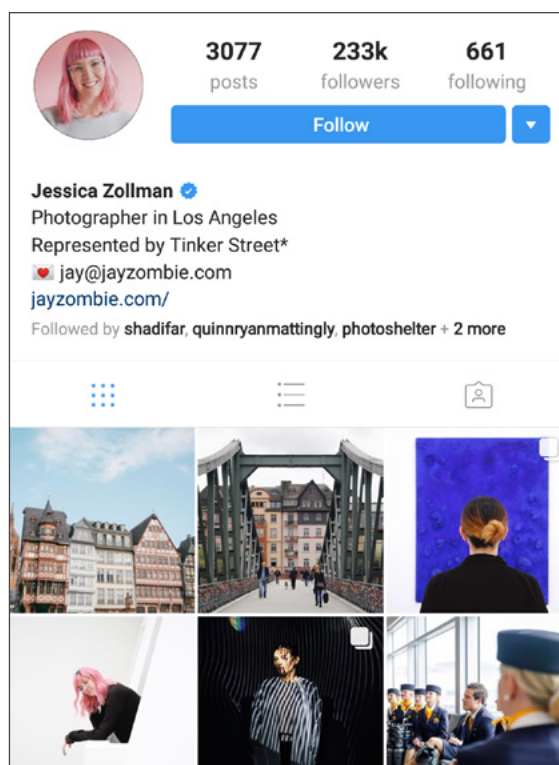 3077 233k 661
posts followers following
Follow
Jessica Zollman
Photographer in Los Angeles
Represented by Tinker Street*
💌 jay@jayzombie.com
jayzombie.com/
Followed by shadifar, quinnryanmattingly, photoshelter + 2 more